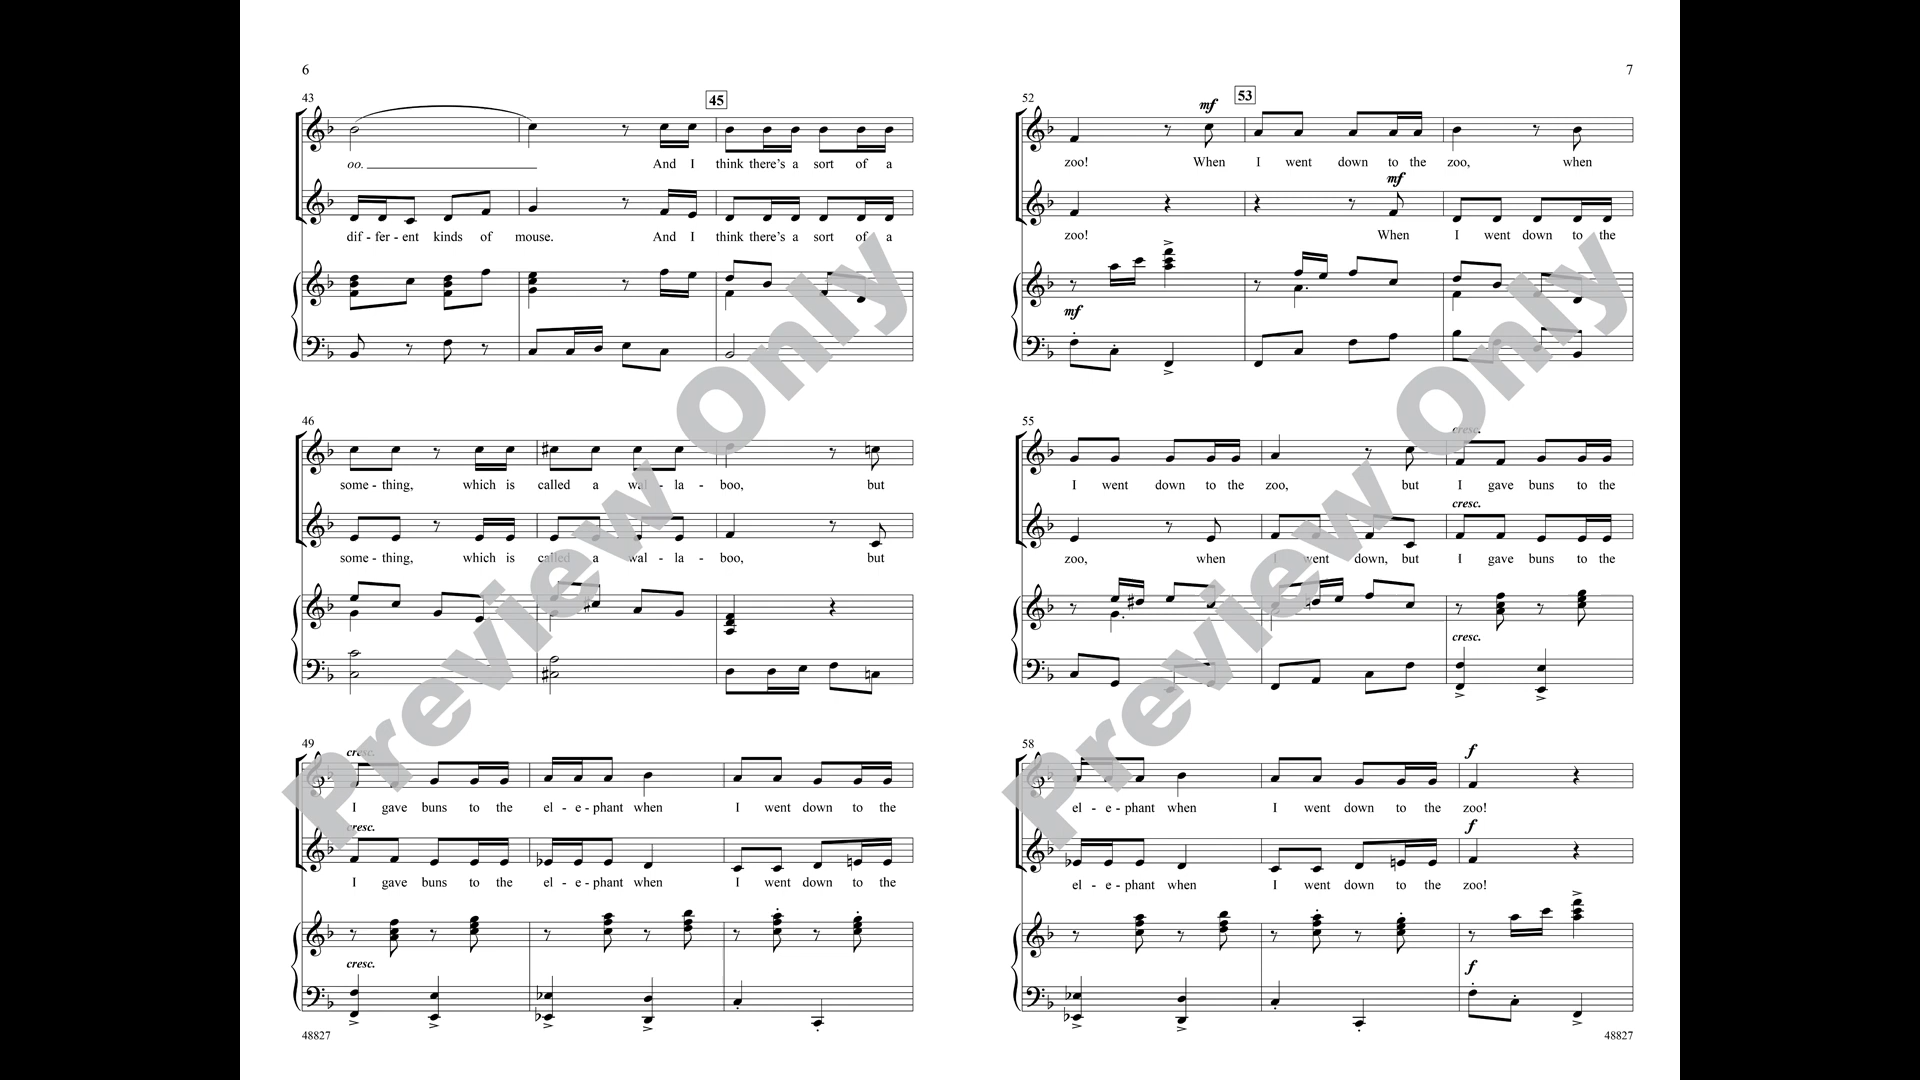 6
43
45
oo. And I think there's a sort of a
dif - fer - ent kinds of mouse. And I think there's a sort of a
46
some - thing, which is called a wal - la - boo, but
some - thing, which is called a wal - la - boo, but
49
cresc.
I gave buns to the el - e - phant when I went down to the
cresc.
I gave buns to the el - e - phant when I went down to the
cresc.
48827
7
52
mf
53
zoo! When I went down to the zoo, when
mf
zoo! When I went down to the
mf
55
cresc.
I went down to the zoo, but I gave buns to the
cresc.
zoo, when I went down, but I gave buns to the
cresc.
58
f
el - e - phant when I went down to the zoo!
f
el - e - phant when I went down to the zoo!
f
48827
Preview Only
Preview Only